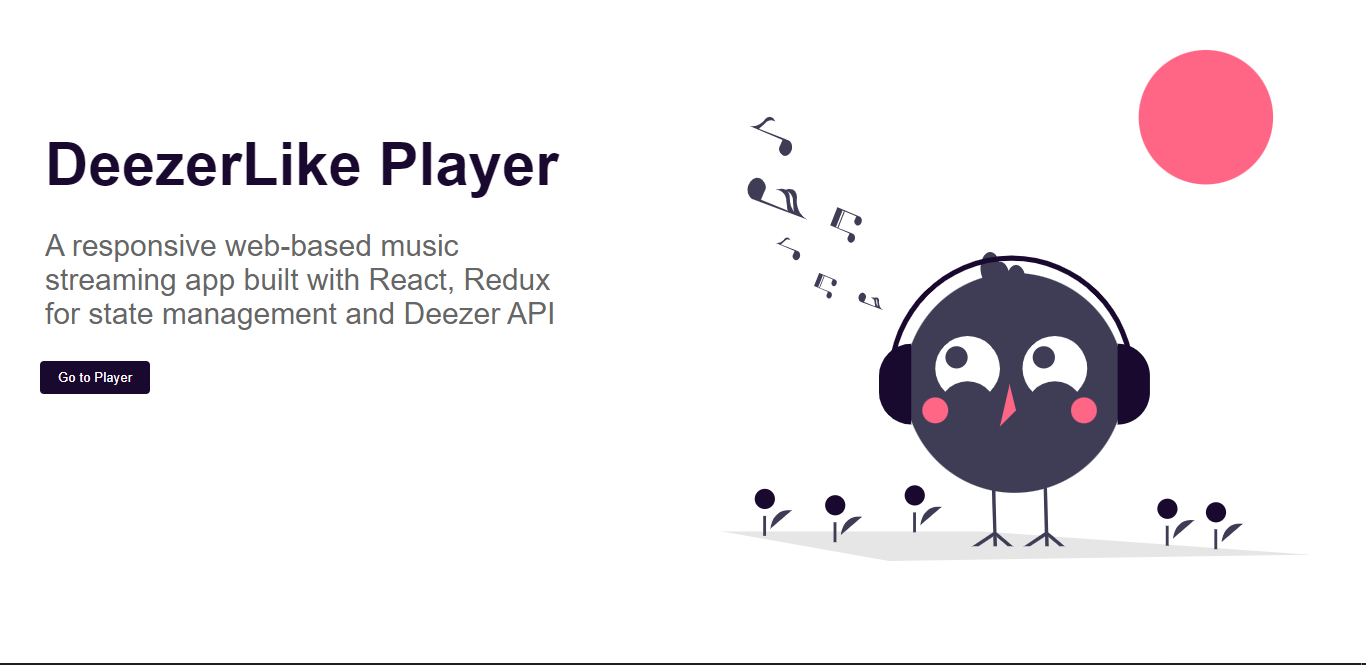 DeezerLike Player
A responsive web-based music
streaming app built with React, Redux
for state management and Deezer API
Go to Player